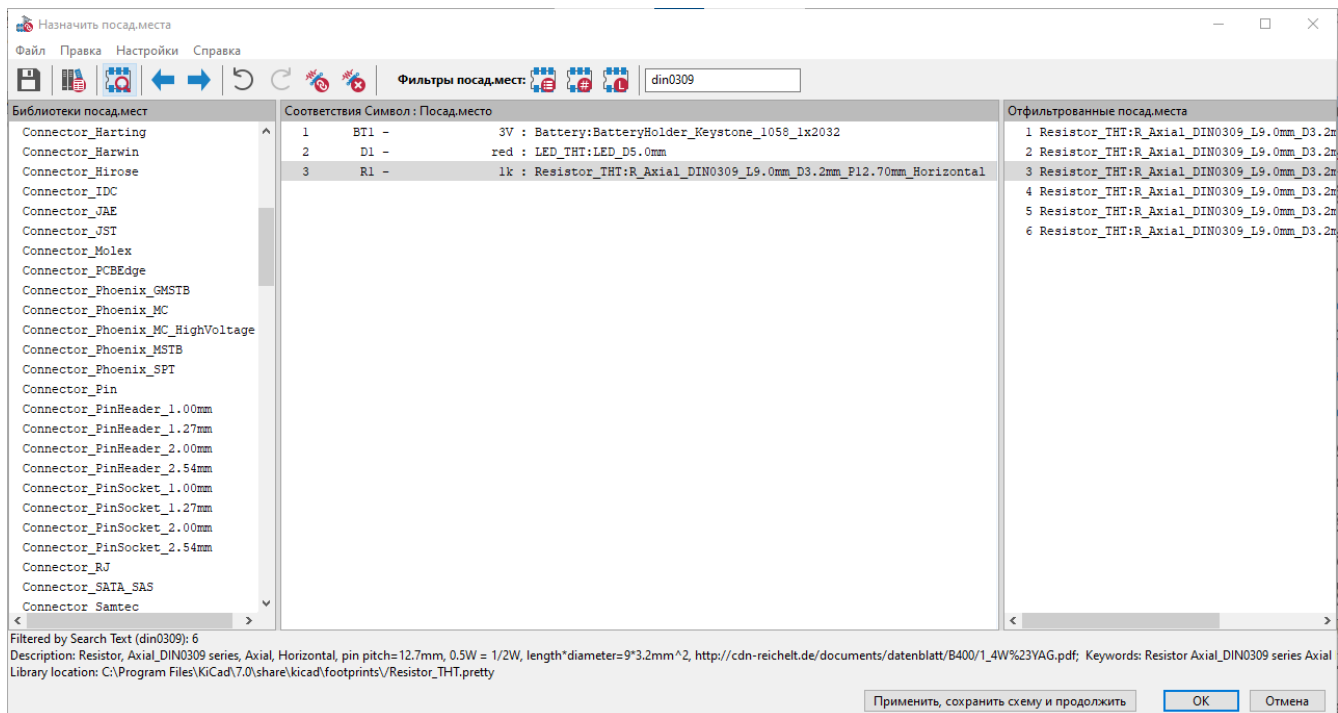 Назначить посад.места
Файл Правка Настройки Справка
Фильтры посад.мест: din0309
Библиотеки посад.мест
Connector_Harting
Connector_Harwin
Connector_Hirose
Connector_IDC
Connector_JAE
Connector_JST
Connector_Molex
Connector_PCBEdge
Connector_Phoenix_GMSTB
Connector_Phoenix_MC
Connector_Phoenix_MC_HighVoltage
Connector_Phoenix_MSTB
Connector_Phoenix_SPT
Connector_Pin
Connector_PinHeader_1.00mm
Connector_PinHeader_1.27mm
Connector_PinHeader_2.00mm
Connector_PinHeader_2.54mm
Connector_PinSocket_1.00mm
Connector_PinSocket_1.27mm
Connector_PinSocket_2.00mm
Connector_PinSocket_2.54mm
Connector_RJ
Connector_SATA_SAS
Connector_Samtec
Соответствия Символ : Посад.место
1 BT1 - 3V : Battery:BatteryHolder_Keystone_1058_1x2032
2 D1 - red : LED_THT:LED_D5.0mm
3 R1 - 1k : Resistor_THT:R_Axial_DIN0309_L9.0mm_D3.2mm_P12.70mm_Horizontal
Отфильтрованные посад.места
1 Resistor_THT:R_Axial_DIN0309_L9.0mm_D3.2m
2 Resistor_THT:R_Axial_DIN0309_L9.0mm_D3.2m
3 Resistor_THT:R_Axial_DIN0309_L9.0mm_D3.2m
4 Resistor_THT:R_Axial_DIN0309_L9.0mm_D3.2m
5 Resistor_THT:R_Axial_DIN0309_L9.0mm_D3.2m
6 Resistor_THT:R_Axial_DIN0309_L9.0mm_D3.2m
Filtered by Search Text (din0309): 6
Description: Resistor, Axial_DIN0309 series, Axial, Horizontal, pin pitch=12.7mm, 0.5W = 1/2W, length*diameter=9*3.2mm^2, http://cdn-reichelt.de/documents/datenblatt/B400/1_4W%23YAG.pdf; Keywords: Resistor Axial_DIN0309 series Axial
Library location: C:\Program Files\KiCad\7.0\share\kicad\footprints\/Resistor_THT.pretty
Применить, сохранить схему и продолжить OK Отмена